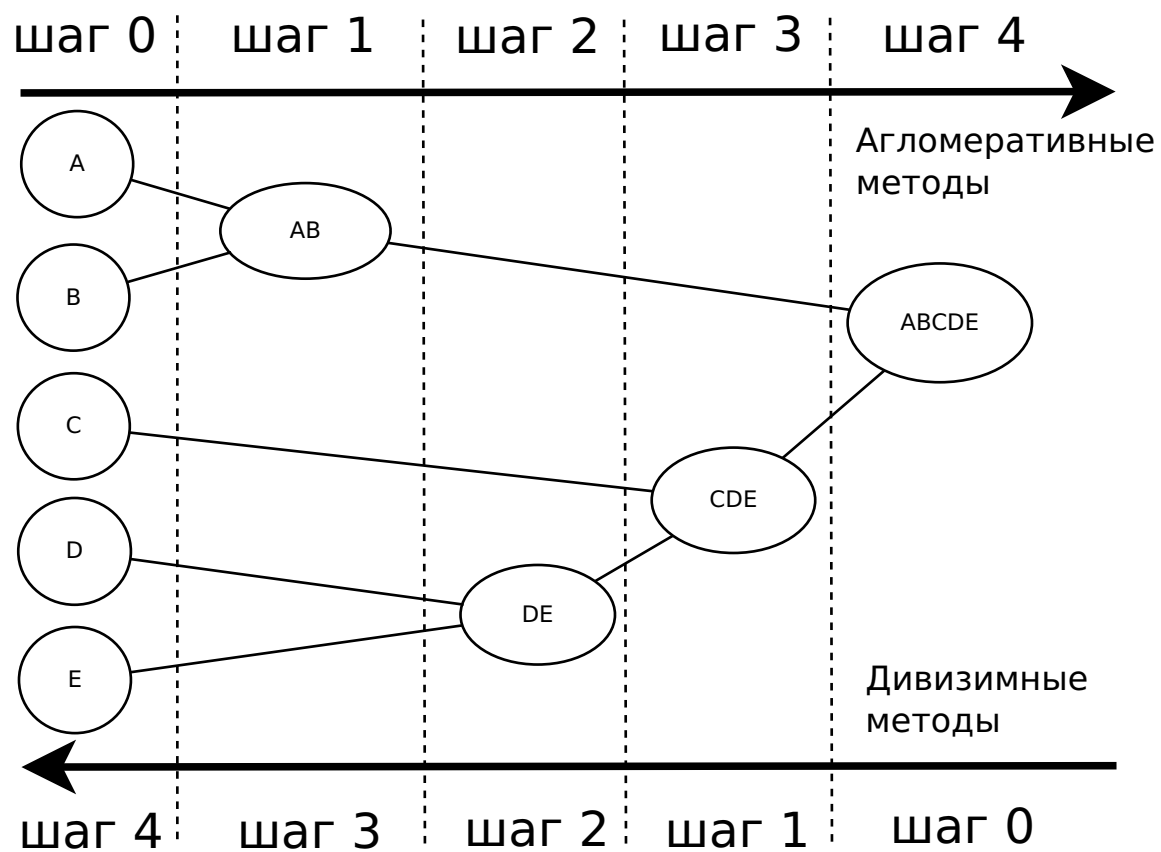 шаг 0 шаг 1 шаг 2 шаг 3 шаг 4
Агломеративные
методы
A
AB
B
ABCDE
C
CDE
D
DE
E
Дивизимные
методы
шаг 4 шаг 3 шаг 2 шаг 1 шаг 0